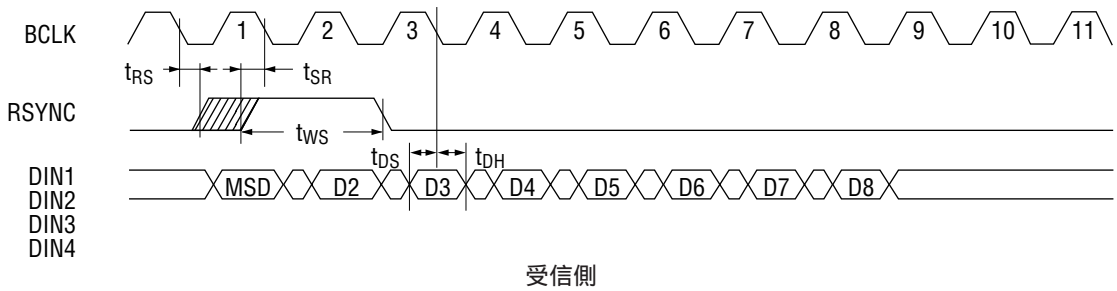 BCLK 1 2 3 4 5 6 7 8 9 10 11
tRS tSR
RSYNC
tWS
tDS tDH
DIN1 MSD D2 D3 D4 D5 D6 D7 D8
DIN2
DIN3
DIN4
受信側